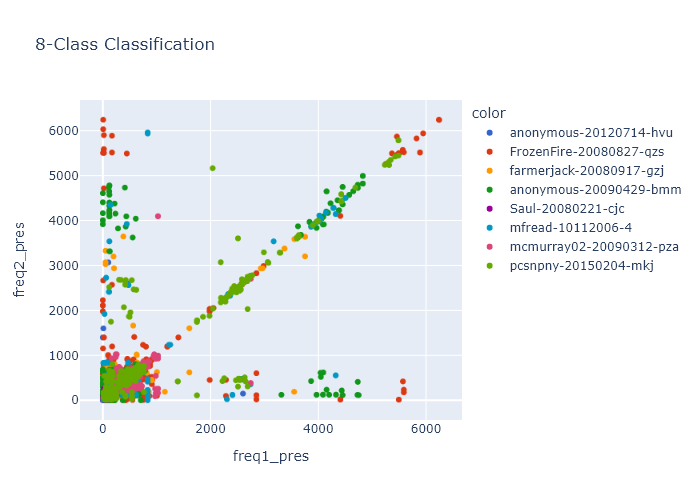 8-Class Classification
color
anonymous-20120714-hvu
FrozenFire-20080827-qzs
farmerjack-20080917-gzj
anonymous-20090429-bmm
Saul-20080221-cjc
mfread-10112006-4
mcmurray02-20090312-pza
pcsnpny-20150204-mkj
freq2_pres
6000
5000
4000
3000
2000
1000
0
0 2000 4000 6000
freq1_pres